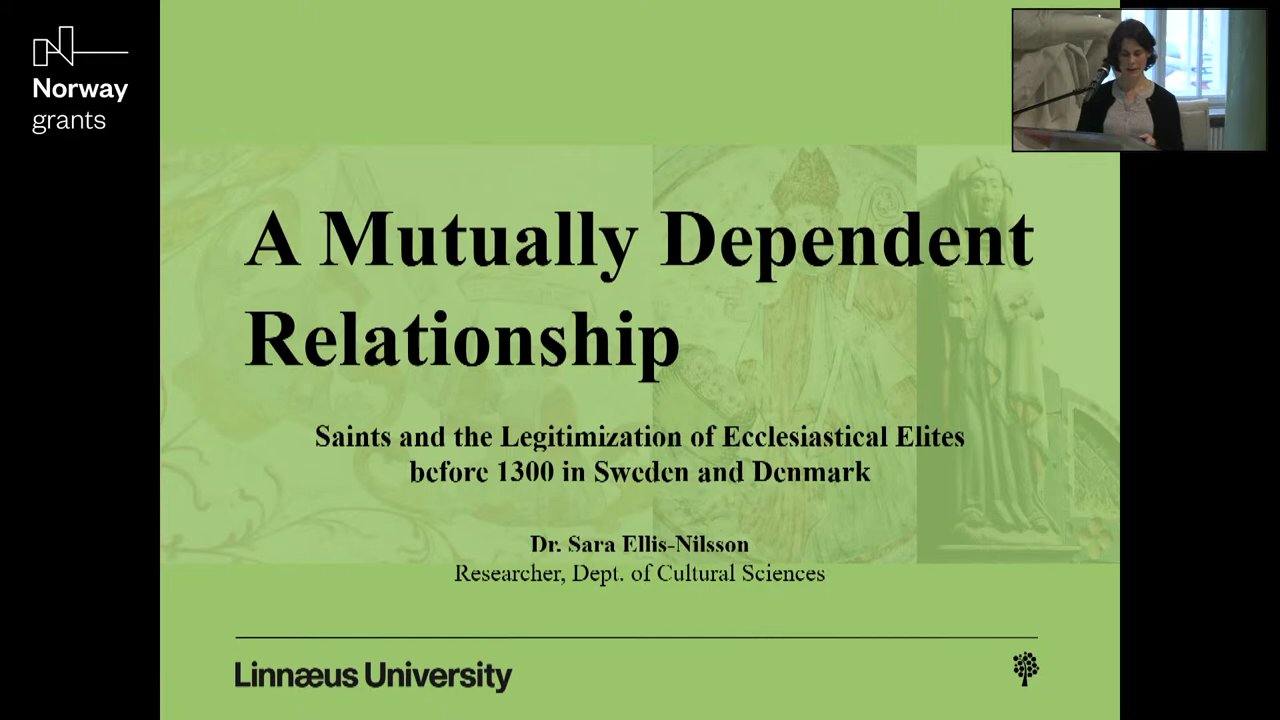 Norway
grants
A Mutually Dependent
Relationship
Saints and the Legitimization of Ecclesiastical Elites
before 1300 in Sweden and Denmark
Dr. Sara Ellis-Nilsson
Researcher, Dept. of Cultural Sciences
Linnæus University